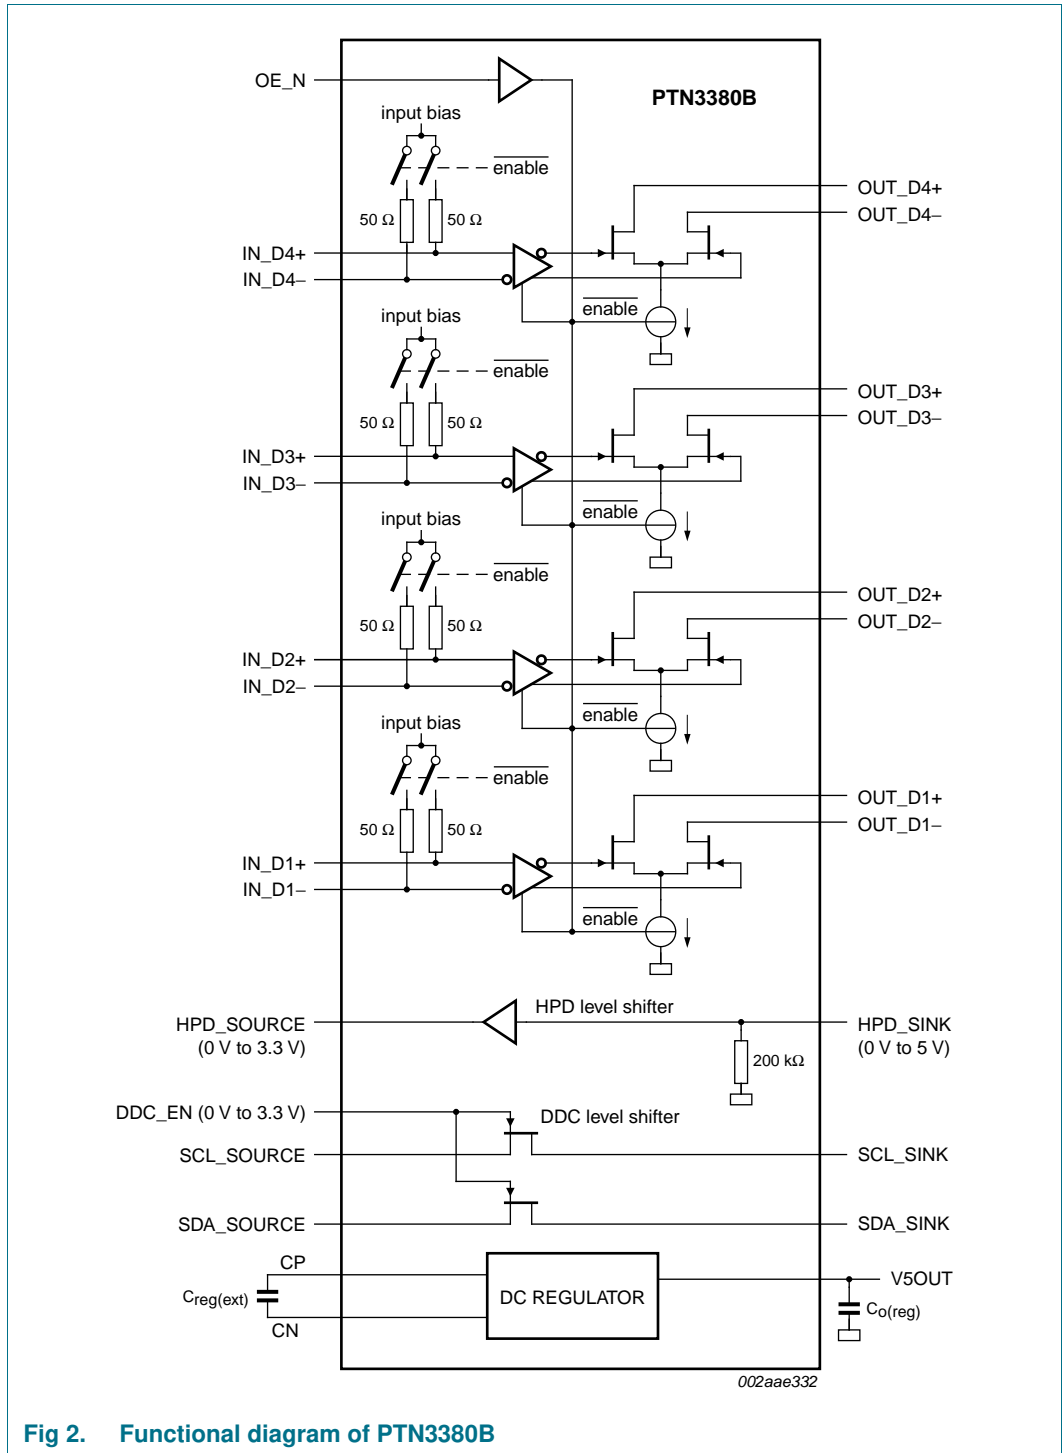 OE_N
PTN3380B
input bias
enable
OUT_D4+
OUT_D4−
50 Ω 50 Ω
IN_D4+
IN_D4−
enable
input bias
enable
OUT_D3+
OUT_D3−
50 Ω 50 Ω
IN_D3+
IN_D3−
enable
input bias
enable
OUT_D2+
OUT_D2−
50 Ω 50 Ω
IN_D2+
IN_D2−
enable
input bias
enable
OUT_D1+
OUT_D1−
50 Ω 50 Ω
IN_D1+
IN_D1−
enable
HPD level shifter
HPD_SOURCE
(0 V to 3.3 V)
HPD_SINK
(0 V to 5 V)
200 kΩ
DDC_EN (0 V to 3.3 V)
DDC level shifter
SCL_SOURCE
SCL_SINK
SDA_SOURCE
SDA_SINK
CP
Creg(ext)
CN
DC REGULATOR
V5OUT
Co(reg)
002aae332
Fig 2. Functional diagram of PTN3380B